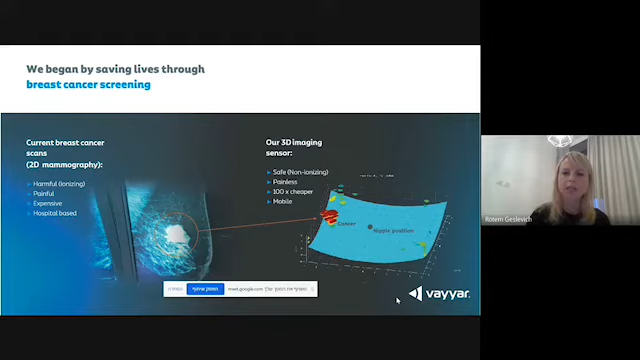 We began by saving lives through
breast cancer screening
Current breast cancer
scans
(2D mammography):
Harmful (Ionizing)
Painful
Expensive
Hospital based
Our 3D imaging
sensor:
Safe (Non-ionizing)
Painless
100 x cheaper
Mobile
Cancer
Nipple position
meet.google.com
vayyar
Rotem Geslevich